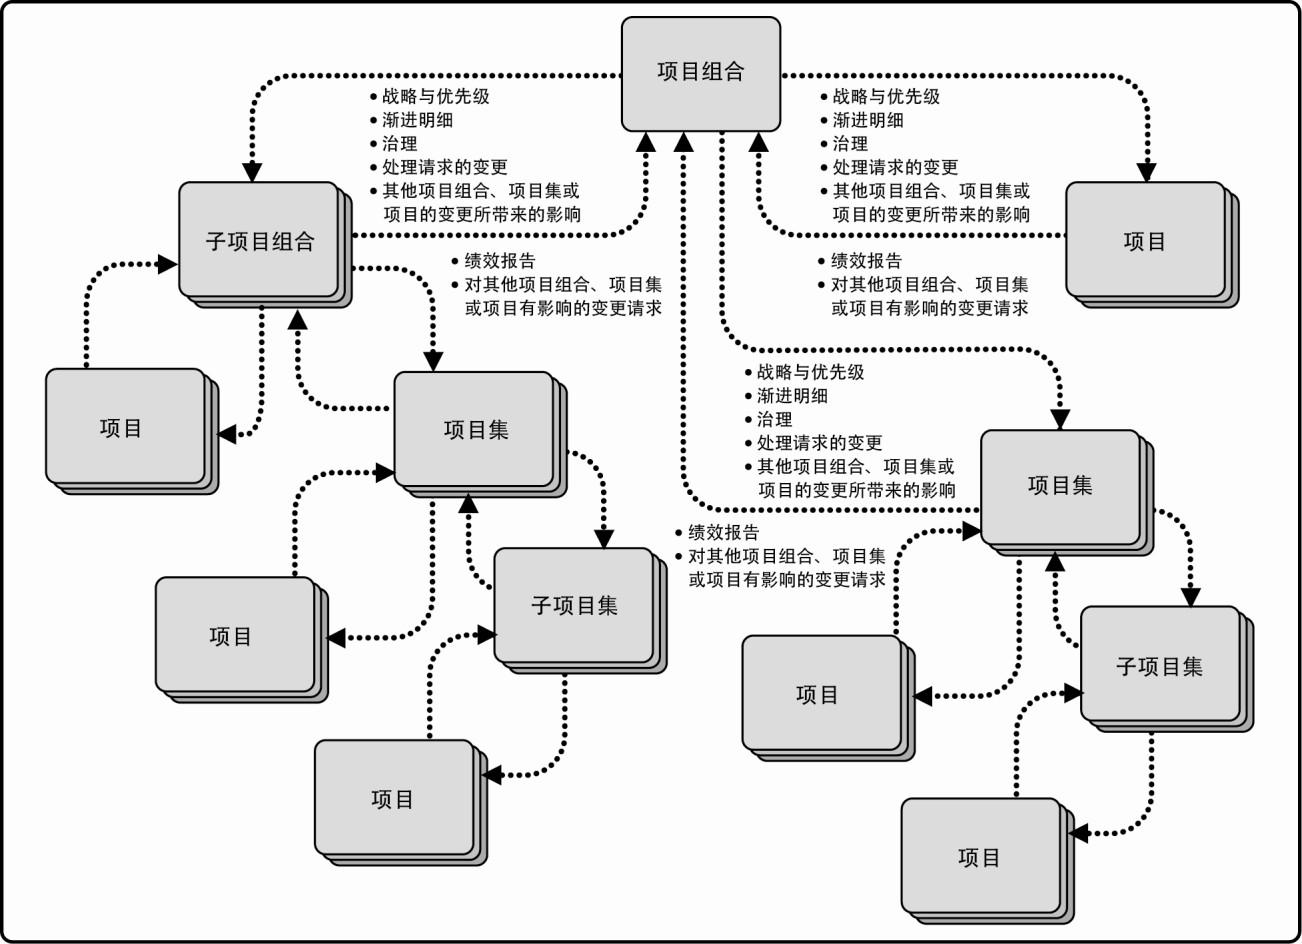 项目组合
• 战略与优先级
• 渐进明细
• 治理
• 处理请求的变更
• 其他项目组合、项目集或
项目的变更所带来的影响
• 战略与优先级
• 渐进明细
• 治理
• 处理请求的变更
• 其他项目组合、项目集或
项目的变更所带来的影响
子项目组合
项目
• 绩效报告
• 对其他项目组合、项目集
或项目有影响的变更请求
• 绩效报告
• 对其他项目组合、项目集
或项目有影响的变更请求
项目
项目集
• 战略与优先级
• 渐进明细
• 治理
• 处理请求的变更
• 其他项目组合、项目集或
项目的变更所带来的影响
项目集
• 绩效报告
• 对其他项目组合、项目集
或项目有影响的变更请求
项目
子项目集
项目
子项目集
项目
项目